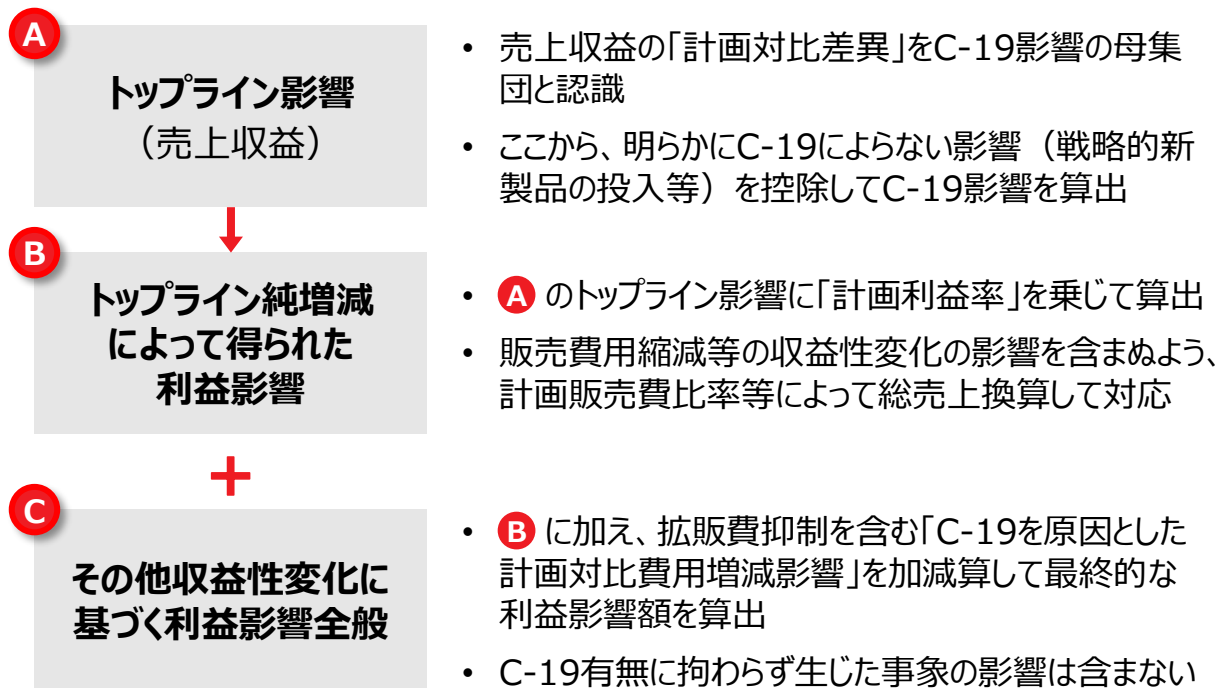 A
トップライン影響
（売上収益）
• 売上収益の「計画対比差異」をC-19影響の母集
団と認識
• ここから、明らかにC-19によらない影響（戦略的新
製品の投入等）を控除してC-19影響を算出
B
トップライン純増減
によって得られた
利益影響
• A のトップライン影響に「計画利益率」を乗じて算出
• 販売費用縮減等の収益性変化の影響を含まぬよう、
計画販売費比率等によって総売上換算して対応
+
C
その他収益性変化に
基づく利益影響全般
• B に加え、拡販費抑制を含む「C-19を原因とした
計画対比費用増減影響」を加減算して最終的な
利益影響額を算出
• C-19有無に拘わらず生じた事象の影響は含まない